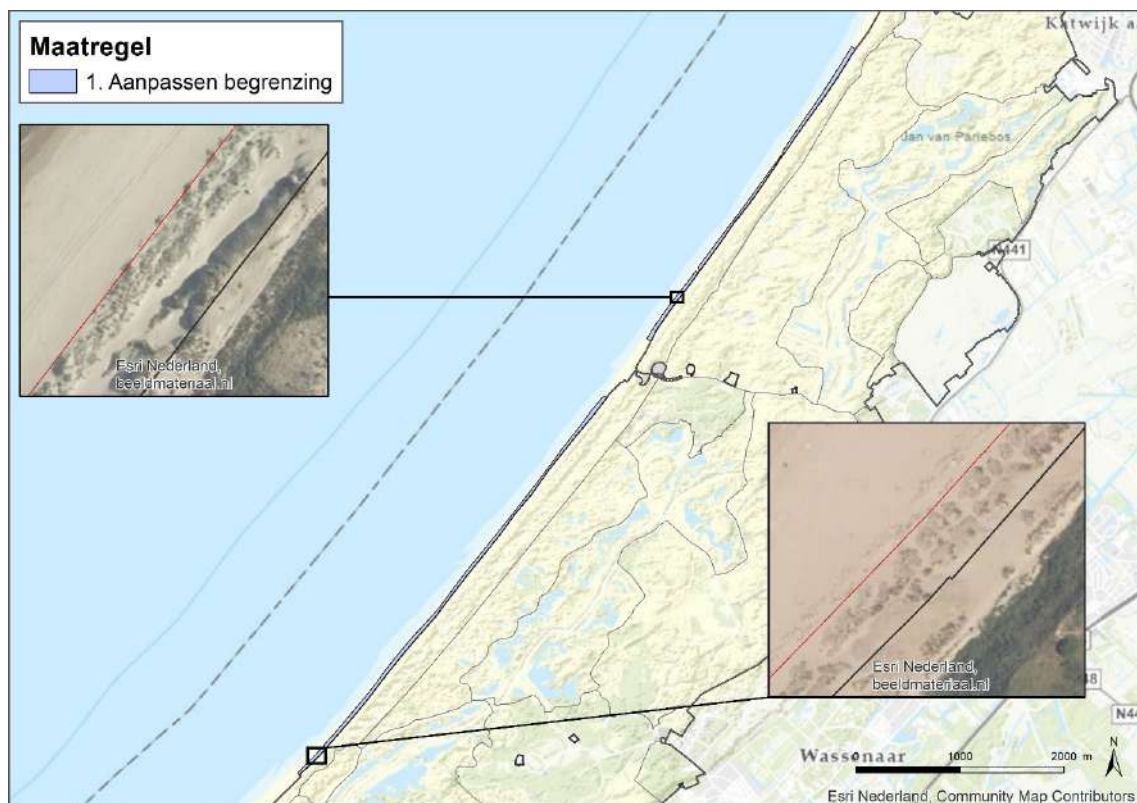 Maatregel
1. Aanpassen begrenzing
Esri Nederland,
beeldmateriaal.nl
Katwijk a
Jan van Panebos
N441
Esri Nederland,
beeldmateriaal.nl
N44
Wassenaar
0 1000 2000 m
N
Esri Nederland, Community Map Contributors